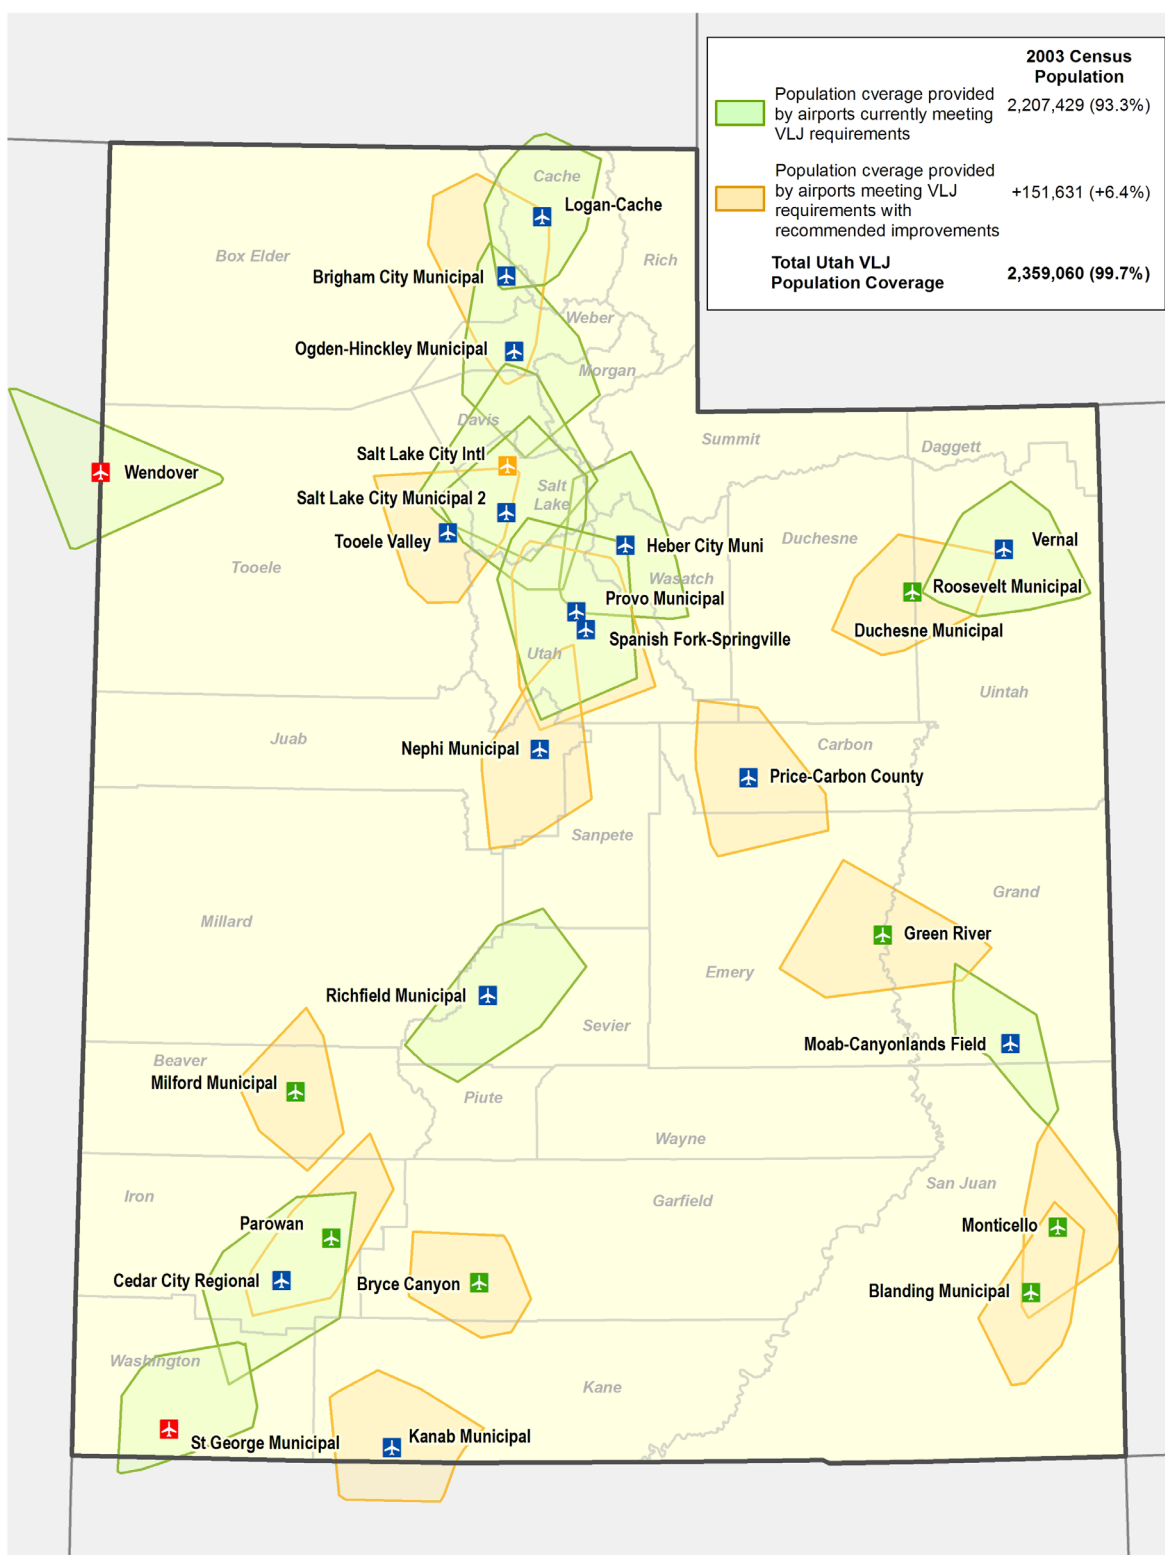 2003 Census
Population
Population cverage provided
by airports currently meeting
VLJ requirements
2,207,429 (93.3%)
Population cverage provided
by airports meeting VLJ
requirements with
recommended improvements
+151,631 (+6.4%)
Total Utah VLJ
Population Coverage
2,359,060 (99.7%)
Cache
Logan-Cache
Box Elder
Rich
Brigham City Municipal
Weber
Ogden-Hinckley Municipal
Morgan
Davis
Summit
Daggett
Salt Lake City Intl
Wendover
Salt
Lake
Salt Lake City Municipal 2
Tooele Valley
Heber City Muni
Duchesne
Vernal
Tooele
Wasatch
Roosevelt Municipal
Provo Municipal
Duchesne Municipal
Spanish Fork-Springville
Utah
Uintah
Juab
Nephi Municipal
Carbon
Price-Carbon County
Sanpete
Grand
Millard
Green River
Emery
Richfield Municipal
Sevier
Moab-Canyonlands Field
Beaver
Milford Municipal
Piute
Wayne
San Juan
Iron
Garfield
Parowan
Monticello
Cedar City Regional
Bryce Canyon
Blanding Municipal
Washington
Kane
Kanab Municipal
St George Municipal